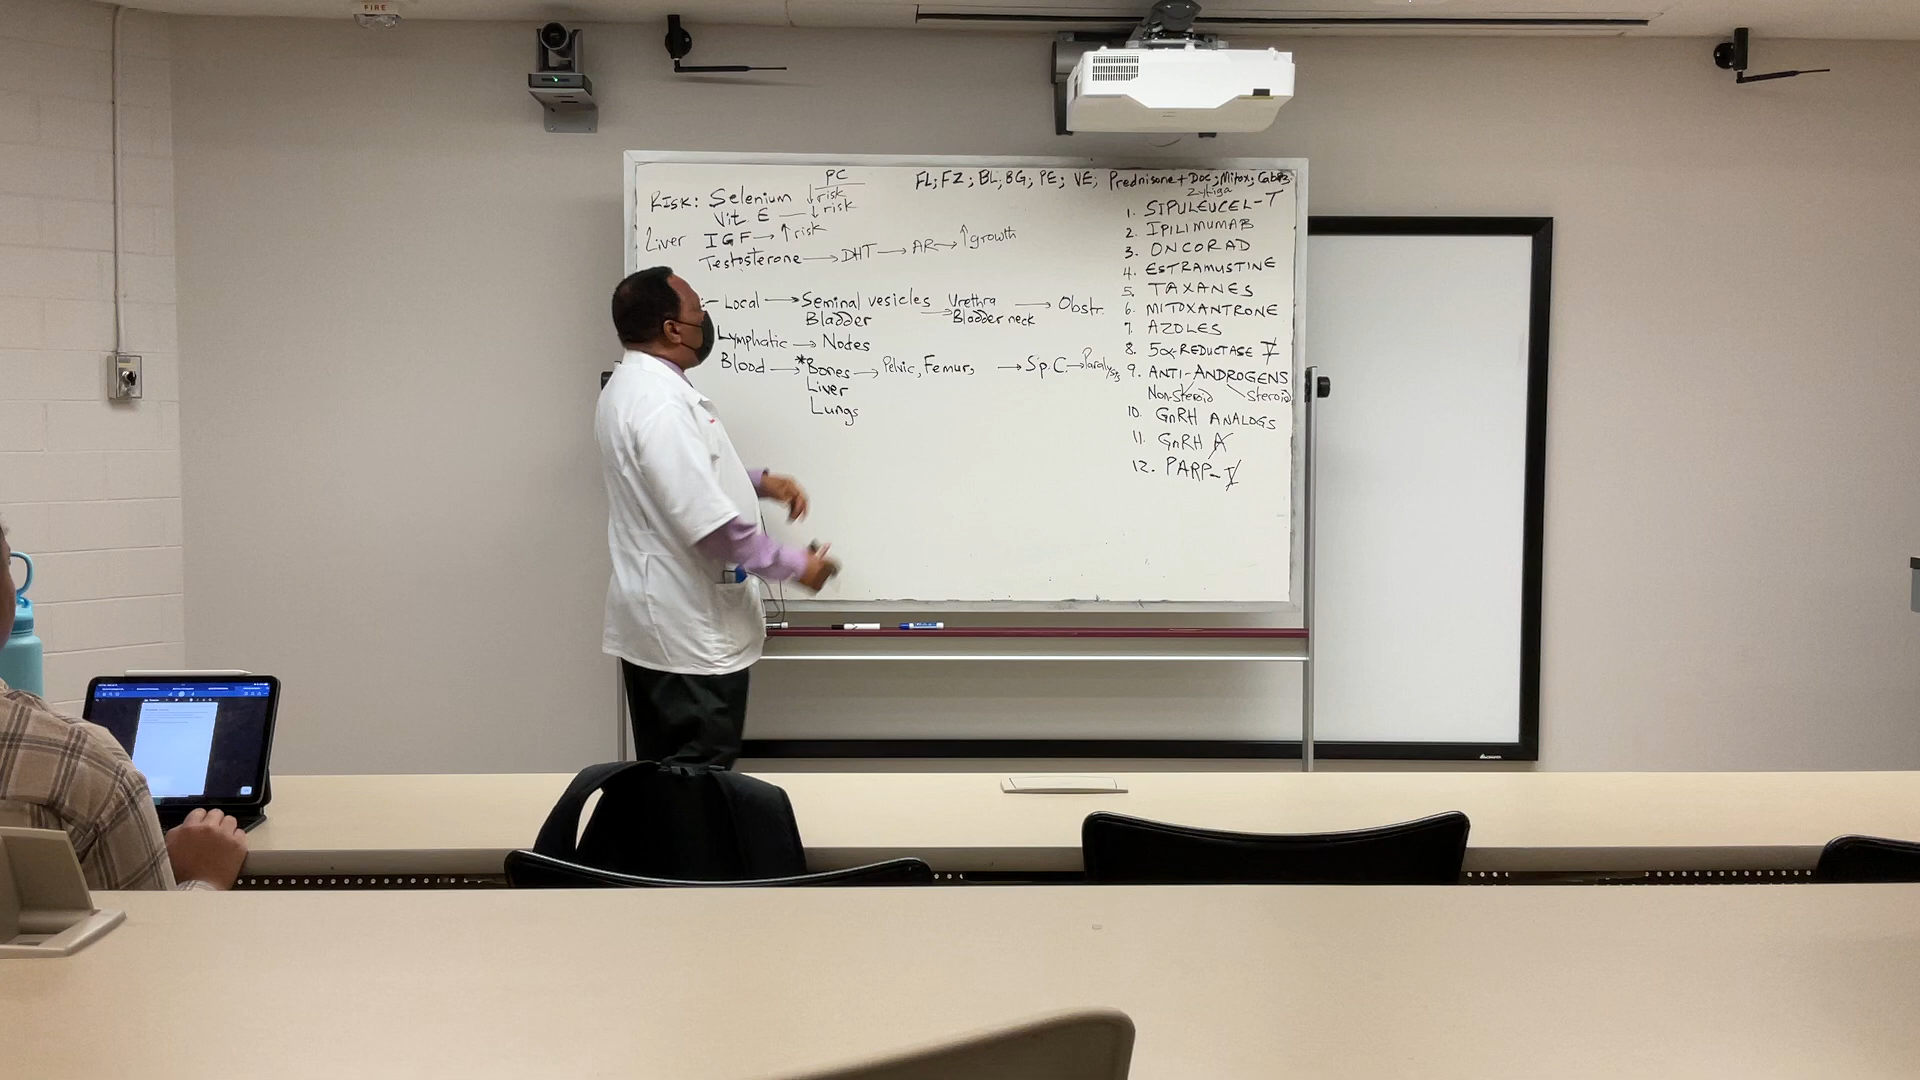 FIRE
PC
RISK: Selenium ↓ risk
Vit E — ↓ risk
Liver IGF → ↑ risk
Testosterone → DHT → AR → ↑ growth
:- Local → Seminal vesicles → Urethra → Obstr.
Bladder Bladder neck
Lymphatic → Nodes
Blood → *Bones → Pelvic, Femur, → Sp.C. → Paralysis
Liver
Lungs
FL; FZ; BL; BG; PE; VE; Prednisone + Doc; Mitox; Cabaz
Zytiga
1. SIPULEUCEL-T
2. IPILIMUMAB
3. ONCORAD
4. ESTRAMUSTINE
5. TAXANES
6. MITOXANTRONE
7. AZOLES
8. 5α-REDUCTASE I
9. ANTI-ANDROGENS
Non-Steroid Steroid
10. GnRH ANALOGS
11. GnRH A
12. PARP-I